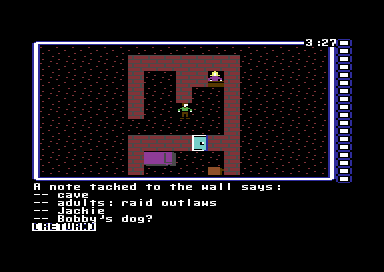 3:27
A note tacked to the wall says:
-- cave
-- adults: raid outlaws
-- Jackie
-- Bobby's dog?
[RETURN]